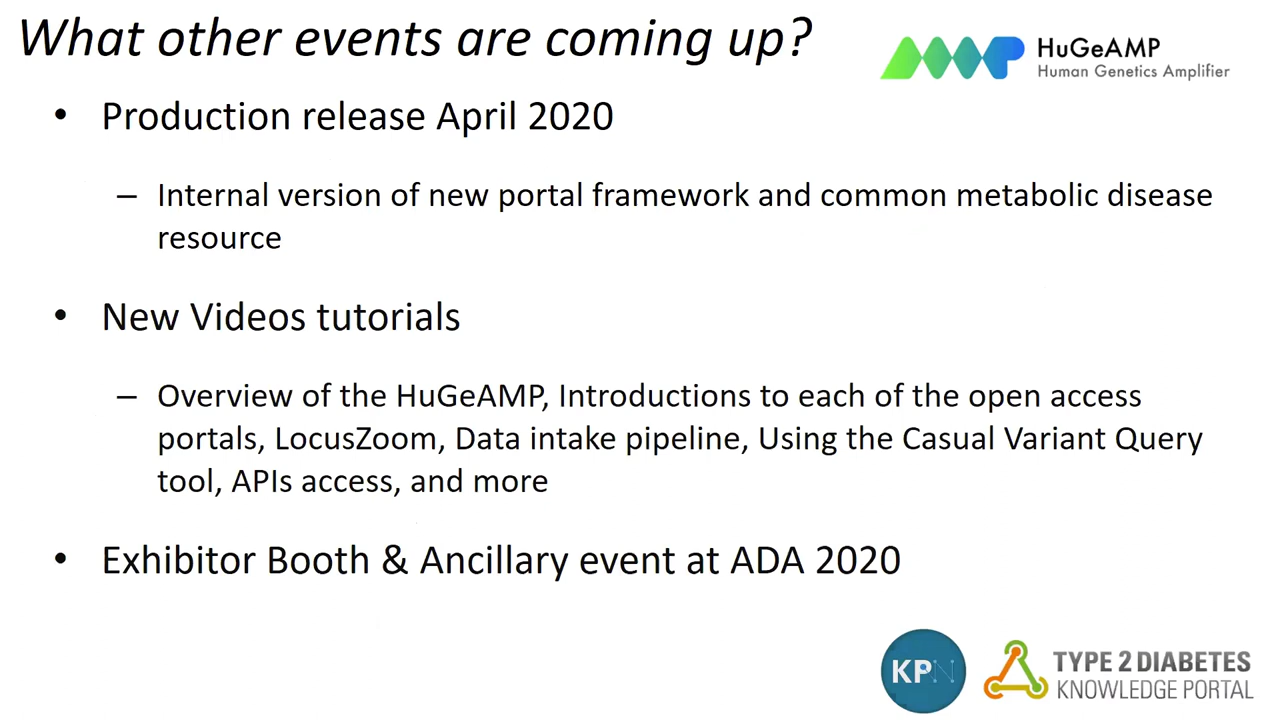 What other events are coming up?
HuGeAMP
Human Genetics Amplifier
• Production release April 2020
– Internal version of new portal framework and common metabolic disease
resource
• New Videos tutorials
– Overview of the HuGeAMP, Introductions to each of the open access
portals, LocusZoom, Data intake pipeline, Using the Casual Variant Query
tool, APIs access, and more
• Exhibitor Booth & Ancillary event at ADA 2020
KPN
TYPE 2 DIABETES
KNOWLEDGE PORTAL